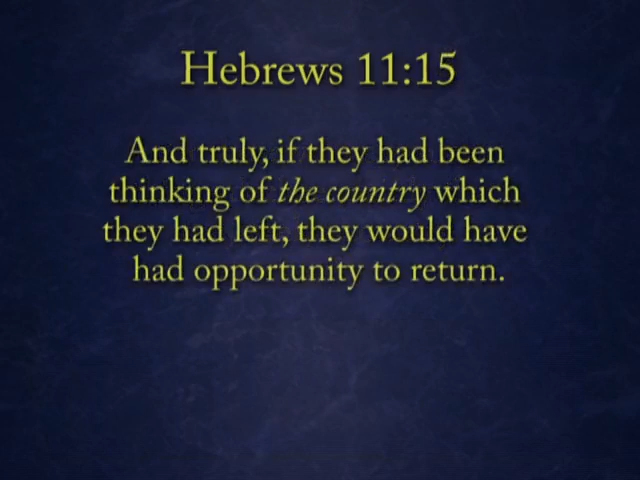 Hebrews 11:15
And truly, if they had been
thinking of the country which
they had left, they would have
had opportunity to return.